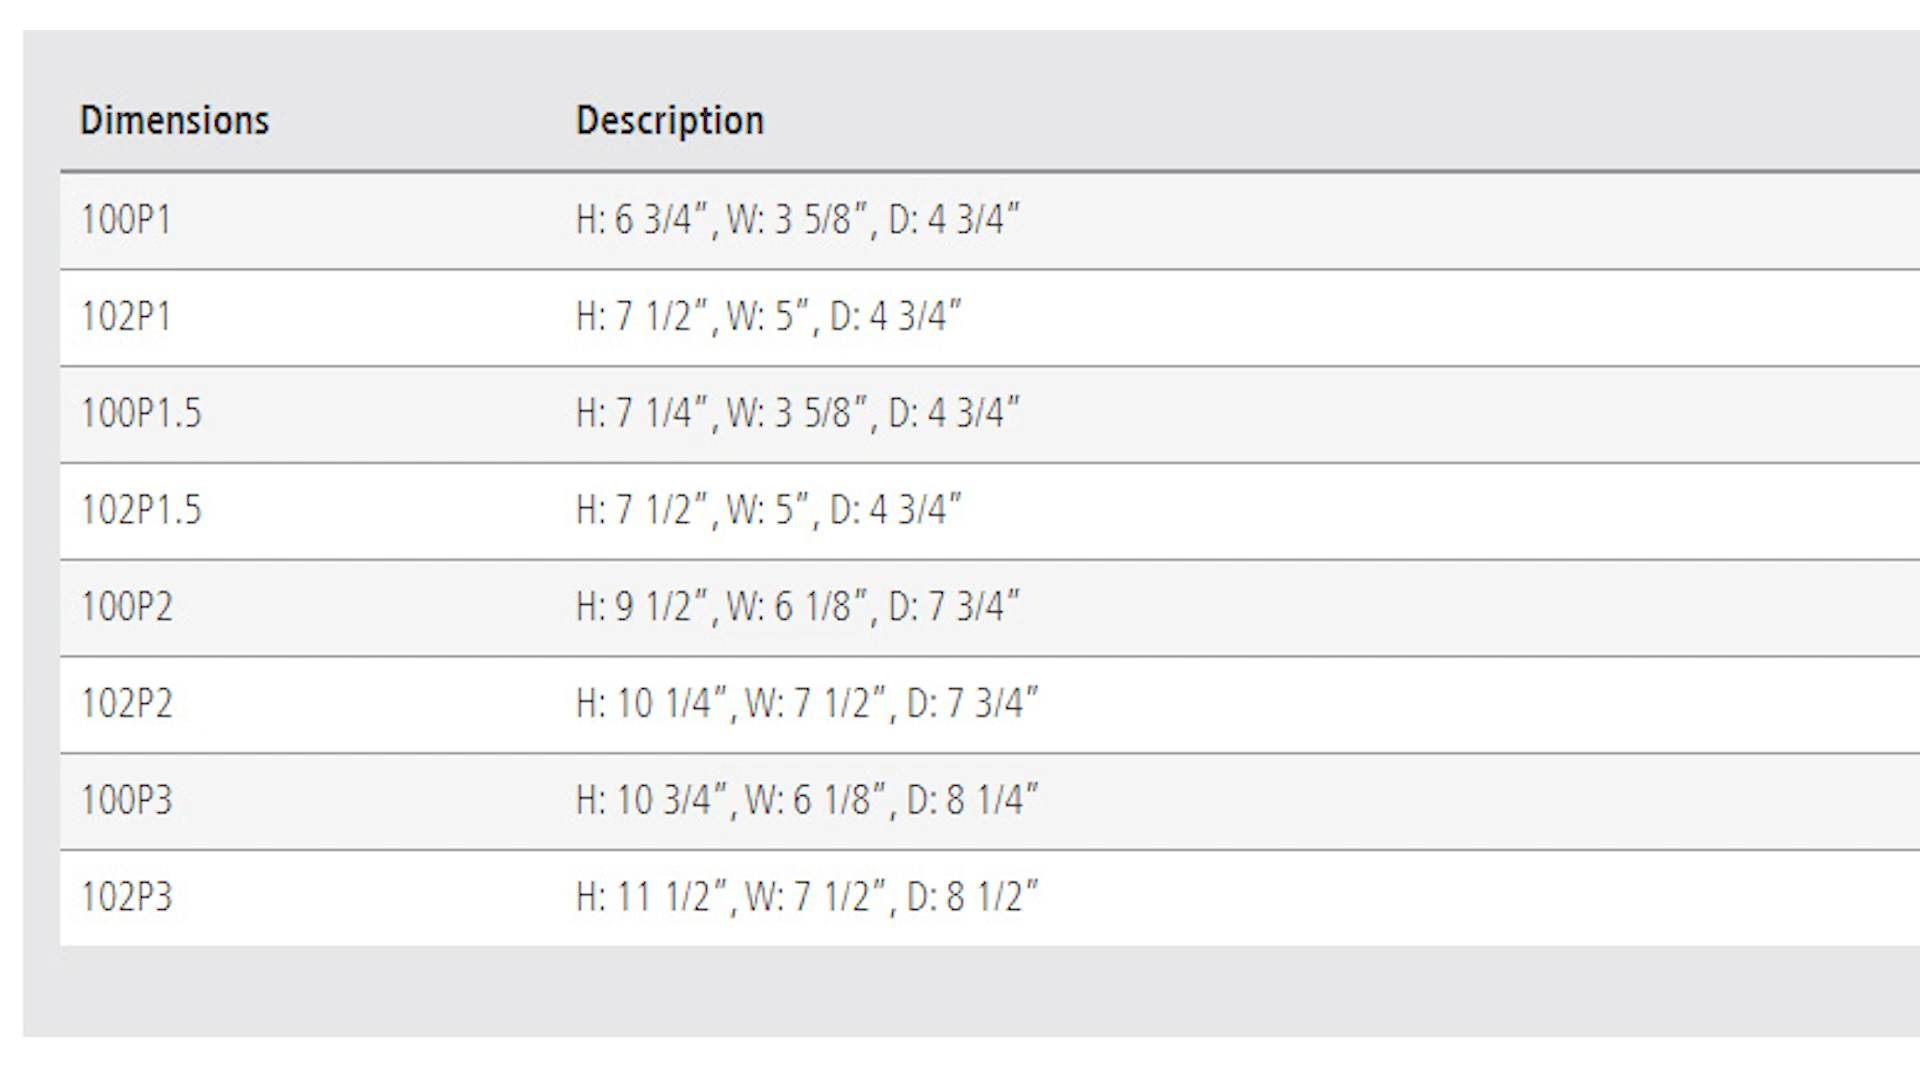 Dimensions Description
100P1 H: 6 3/4”, W: 3 5/8”, D: 4 3/4”
102P1 H: 7 1/2”, W: 5”, D: 4 3/4”
100P1.5 H: 7 1/4”, W: 3 5/8”, D: 4 3/4”
102P1.5 H: 7 1/2”, W: 5”, D: 4 3/4”
100P2 H: 9 1/2”, W: 6 1/8”, D: 7 3/4”
102P2 H: 10 1/4”, W: 7 1/2”, D: 7 3/4”
100P3 H: 10 3/4”, W: 6 1/8”, D: 8 1/4”
102P3 H: 11 1/2”, W: 7 1/2”, D: 8 1/2”